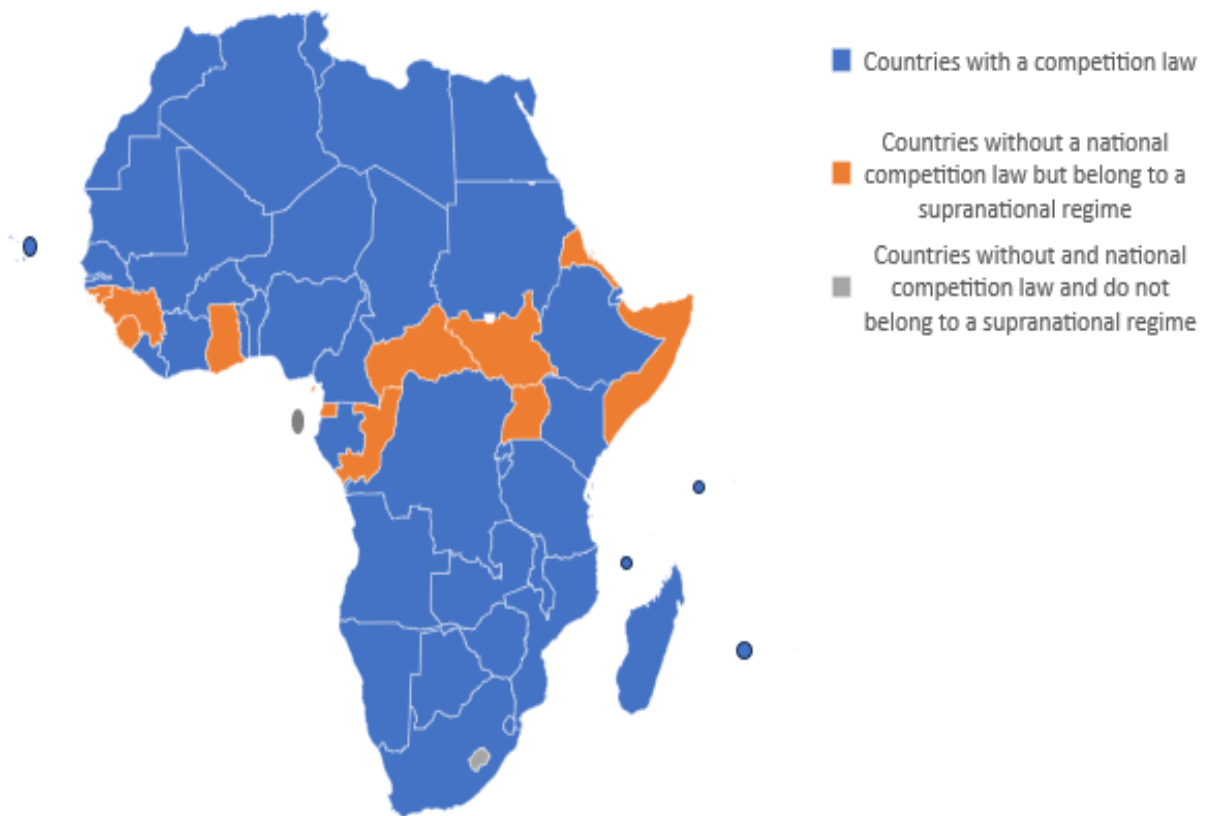 Countries with a competition law
Countries without a national
competition law but belong to a
supranational regime
Countries without and national
competition law and do not
belong to a supranational regime